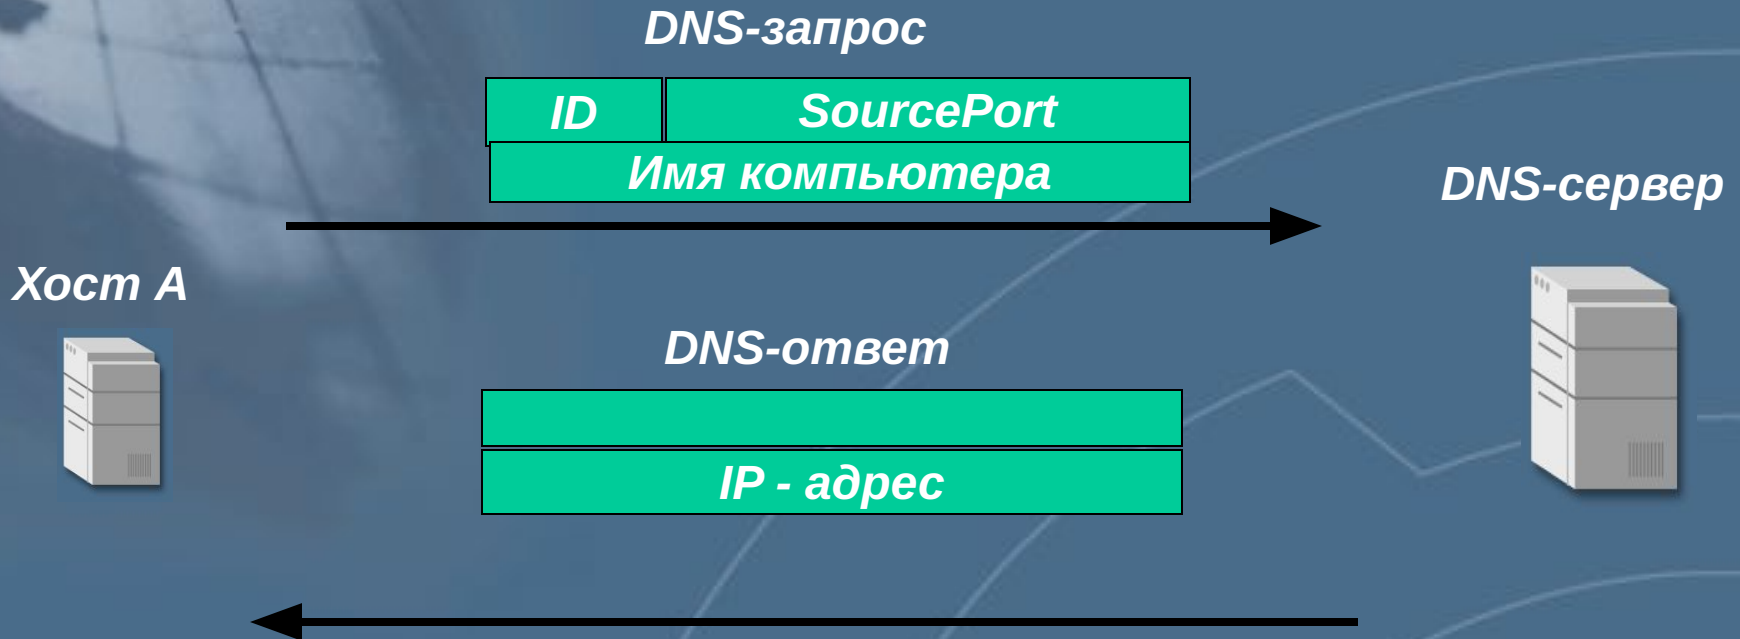 DNS-запрос
ID
SourcePort
Имя компьютера
DNS-сервер
Хост А
DNS-ответ
IP - адрес